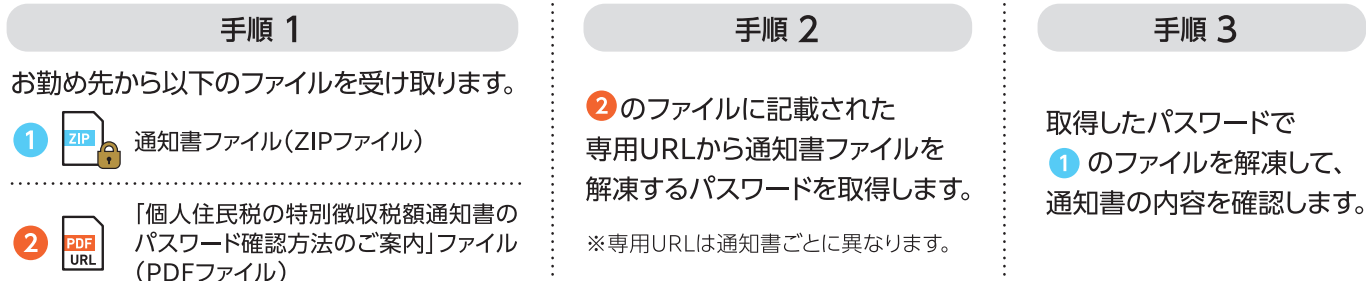 手順 1
お勤め先から以下のファイルを受け取ります。
1 ZIP 通知書ファイル(ZIPファイル)
「個人住民税の特別徴収税額通知書の
2 PDF URL パスワード確認方法のご案内」ファイル
(PDFファイル)
手順 2
2 のファイルに記載された
専用URLから通知書ファイルを
解凍するパスワードを取得します。
※専用URLは通知書ごとに異なります。
手順 3
取得したパスワードで
1 のファイルを解凍して、
通知書の内容を確認します。